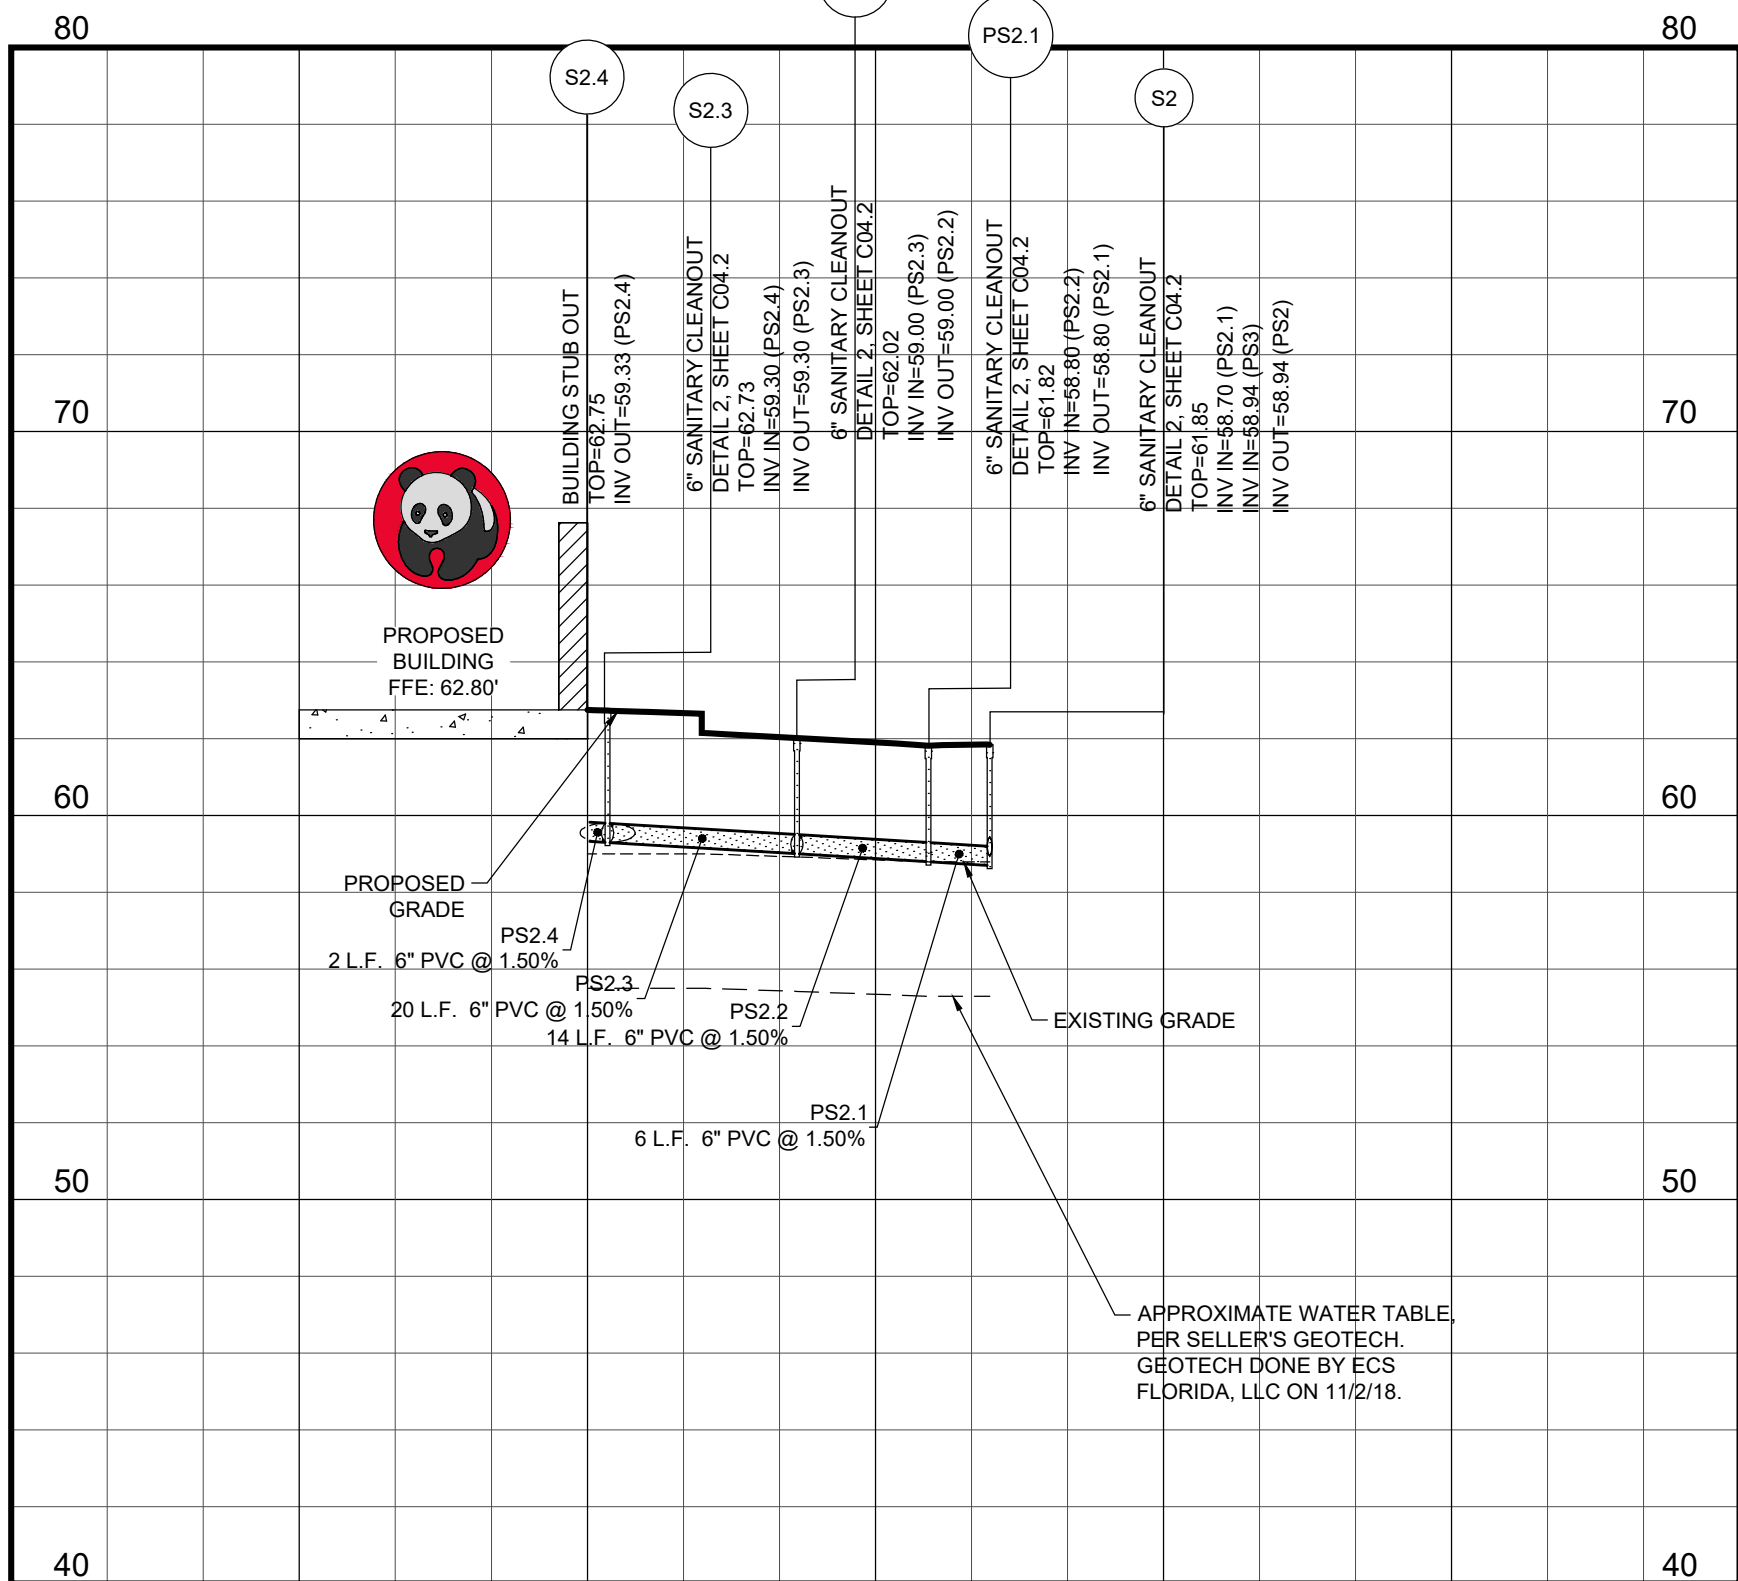 80
80
PS2.1
S2.4
S2.3
S2
BUILDING STUB OUT
TOP=62.75
INV OUT=59.33 (PS2.4)
6" SANITARY CLEANOUT
DETAIL 2, SHEET C04.2
TOP=62.73
INV IN=59.30 (PS2.4)
INV OUT=59.30 (PS2.3)
6" SANITARY CLEANOUT
DETAIL 2, SHEET C04.2
TOP=62.02
INV IN=59.00 (PS2.3)
INV OUT=59.00 (PS2.2)
6" SANITARY CLEANOUT
DETAIL 2, SHEET C04.2
TOP=61.82
INV IN=58.80 (PS2.2)
INV OUT=58.80 (PS2.1)
6" SANITARY CLEANOUT
DETAIL 2, SHEET C04.2
TOP=61.85
INV IN=58.70 (PS2.1)
INV IN=58.94 (PS3)
INV OUT=58.94 (PS2)
70
70
PROPOSED
BUILDING
FFE: 62.80'
60
60
PROPOSED
GRADE
PS2.4
2 L.F. 6" PVC @ 1.50%
PS2.3
20 L.F. 6" PVC @ 1.50%
PS2.2
14 L.F. 6" PVC @ 1.50%
EXISTING GRADE
PS2.1
6 L.F. 6" PVC @ 1.50%
50
50
APPROXIMATE WATER TABLE,
PER SELLER'S GEOTECH.
GEOTECH DONE BY ECS
FLORIDA, LLC ON 11/2/18.
40
40